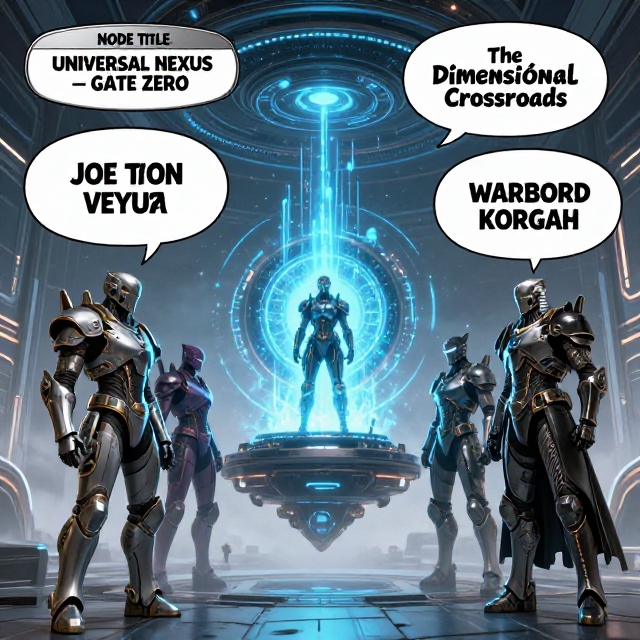 NODE TITLE
UNIVERSAL NEXUS
– GATE ZERO
The
Dimensiónal
Crossroads
JOE TION
VEYUA
WARBORD
KORGAH